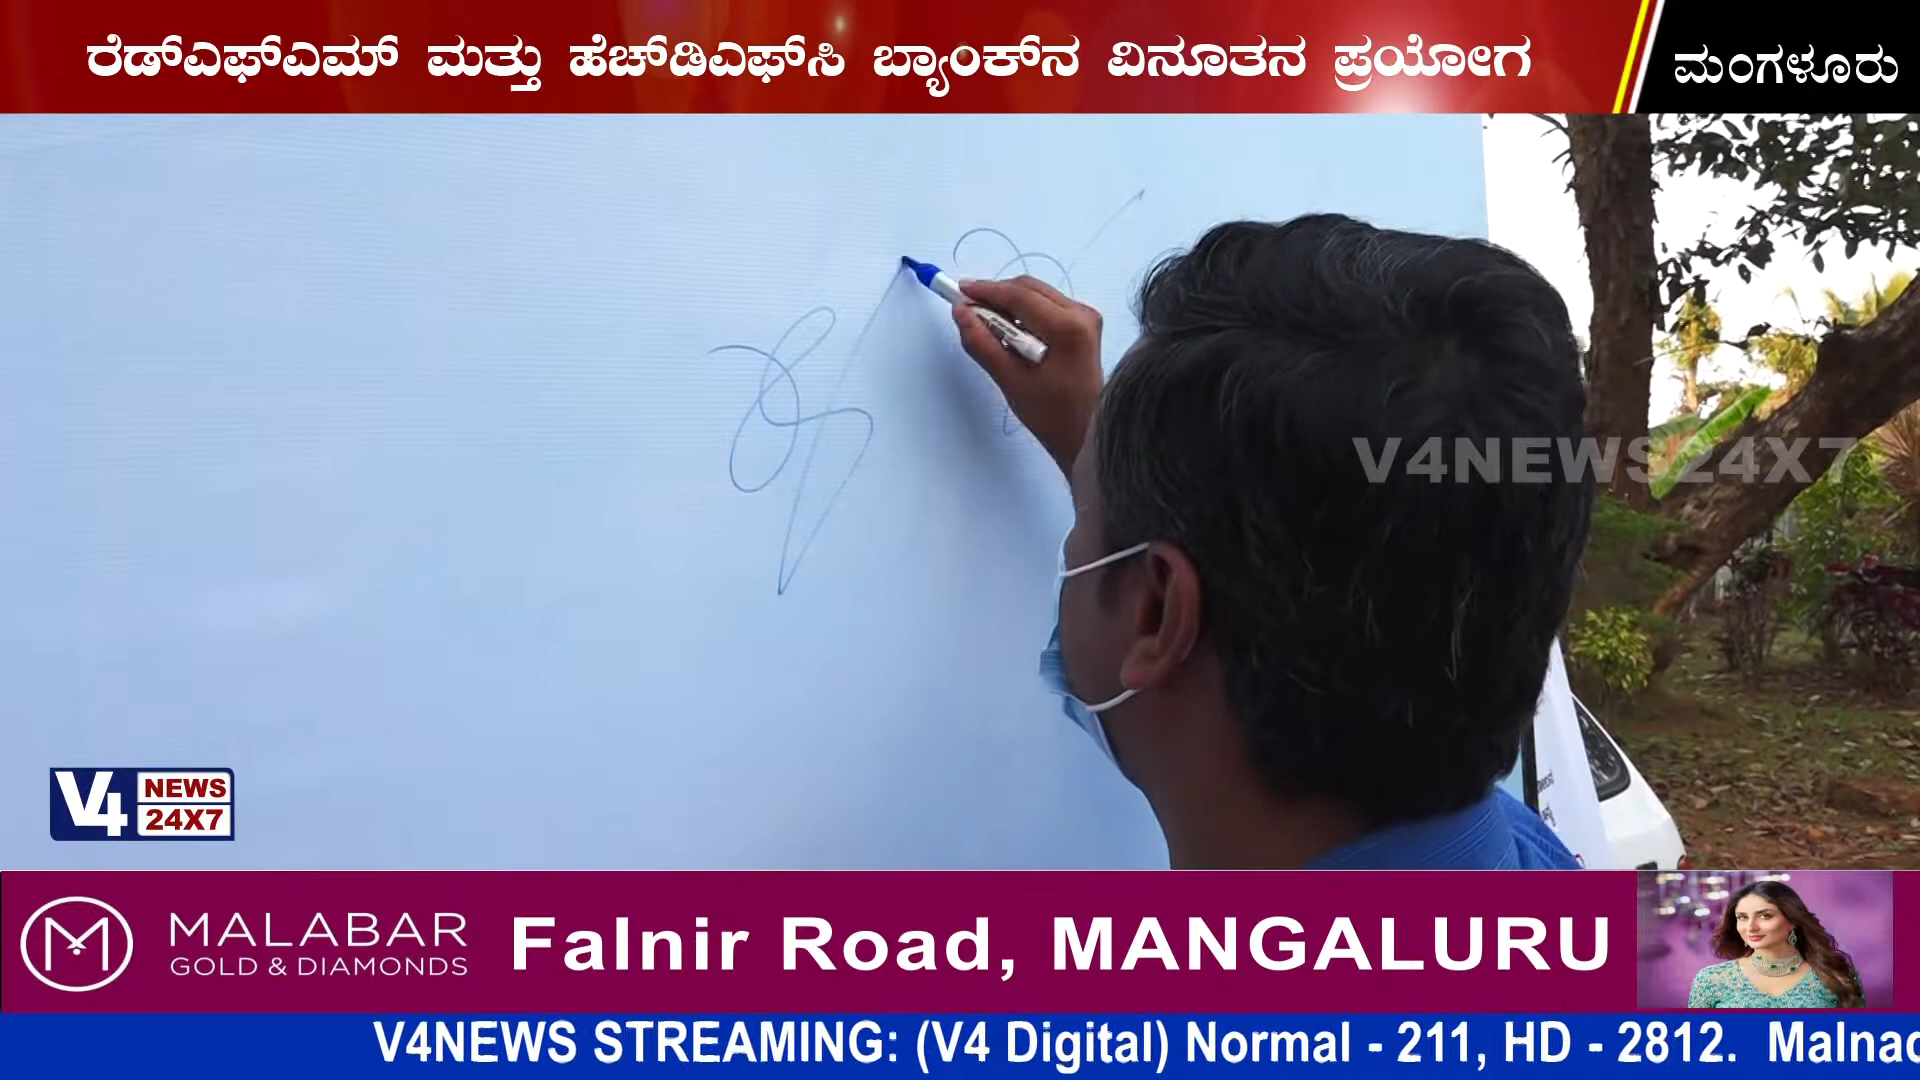 ರೆಡ್ಎಫ್ಎಮ್ ಮತ್ತು ಹೆಚ್‌ಡಿಎಫ್‌ಸಿ ಬ್ಯಾಂಕ್‌ನ ವಿನೂತನ ಪ್ರಯೋಗ
ಮಂಗಳೂರು
V4NEWS24X7
V4 NEWS
24X7
MALABAR
GOLD & DIAMONDS
Falnir Road, MANGALURU
V4NEWS STREAMING: (V4 Digital) Normal - 211, HD - 2812. Malnad